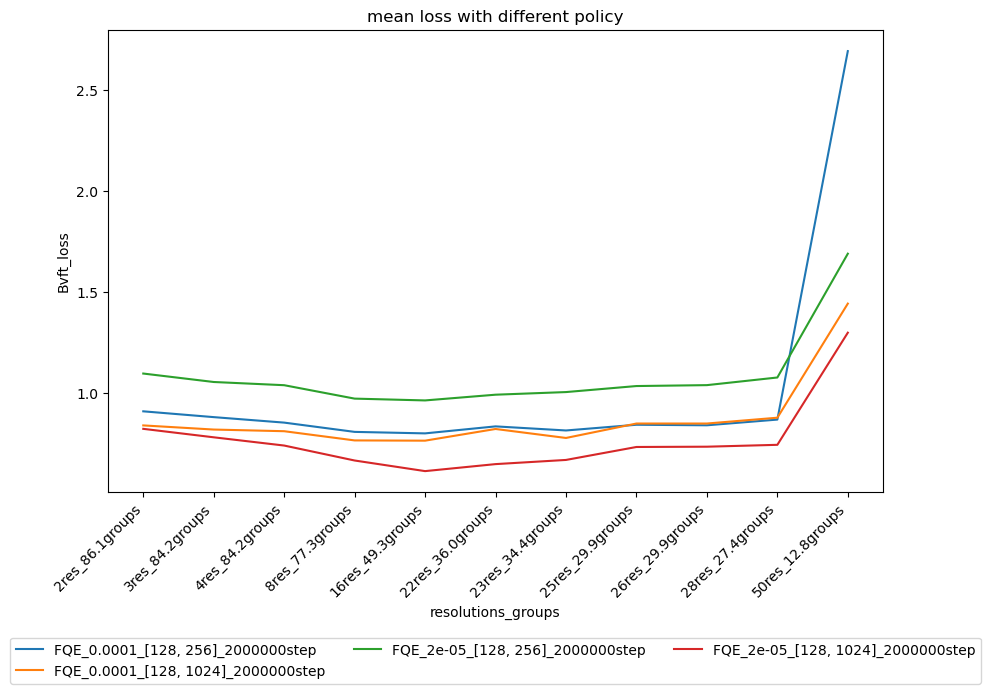 mean loss with different policy
Bvft_loss
2.5
2.0
1.5
1.0
2res_86.1groups
3res_84.2groups
4res_84.2groups
8res_77.3groups
16res_49.3groups
22res_36.0groups
23res_34.4groups
25res_29.9groups
26res_29.9groups
28res_27.4groups
50res_12.8groups
resolutions_groups
FQE_0.0001_[128, 256]_2000000step
FQE_0.0001_[128, 1024]_2000000step
FQE_2e-05_[128, 256]_2000000step
FQE_2e-05_[128, 1024]_2000000step